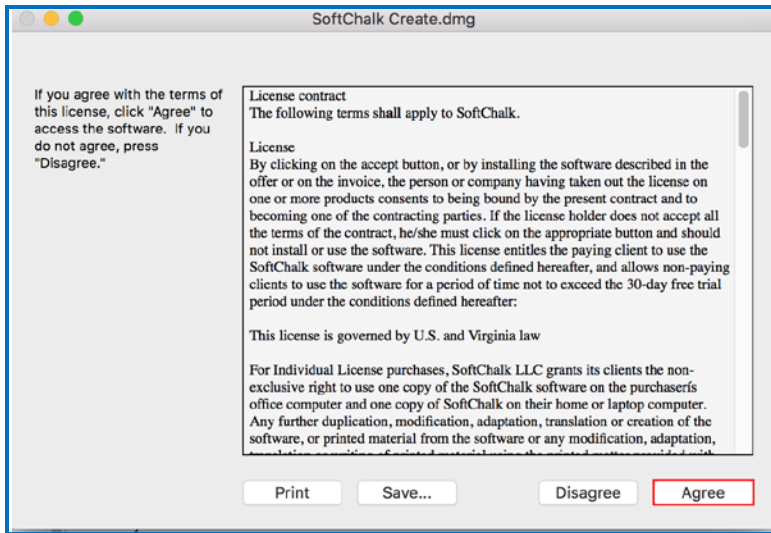 SoftChalk Create.dmg
If you agree with the terms of
this license, click "Agree" to
access the software.  If you
do not agree, press
"Disagree."
License contract
The following terms shall apply to SoftChalk.
License
By clicking on the accept button, or by installing the software described in the
offer or on the invoice, the person or company having taken out the license on
one or more products consents to being bound by the present contract and to
becoming one of the contracting parties. If the license holder does not accept all
the terms of the contract, he/she must click on the appropriate button and should
not install or use the software. This license entitles the paying client to use the
SoftChalk software under the conditions defined hereafter, and allows non-paying
clients to use the software for a period of time not to exceed the 30-day free trial
period under the conditions defined hereafter:
This license is governed by U.S. and Virginia law
For Individual License purchases, SoftChalk LLC grants its clients the non-
exclusive right to use one copy of the SoftChalk software on the purchaserís
office computer and one copy of SoftChalk on their home or laptop computer.
Any further duplication, modification, adaptation, translation or creation of the
software, or printed material from the software or any modification, adaptation,
Print
Save...
Disagree
Agree